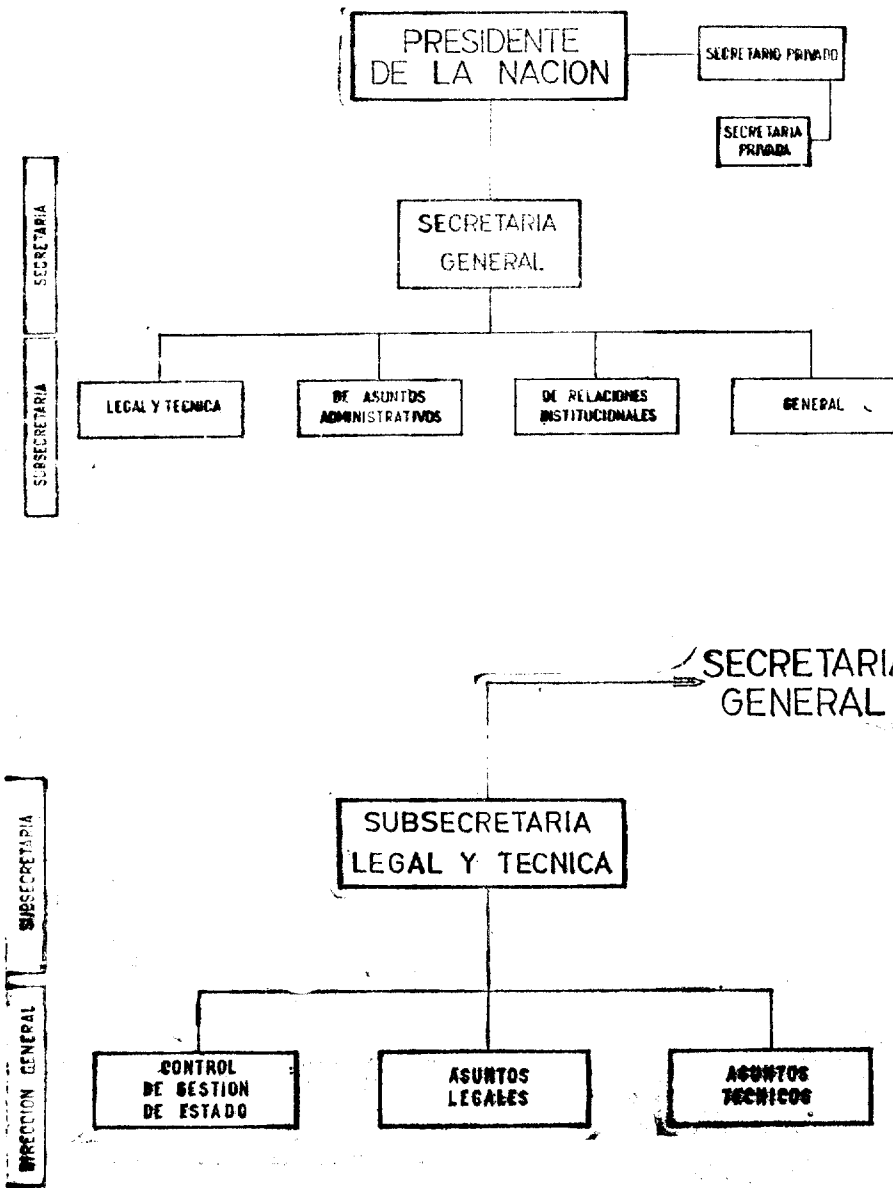 PRESIDENTE
DE LA NACION
SECRETARIO PRIVADO
SECRETARIA
PRIVADA
SECRETARIA
SECRETARIA
GENERAL
SUBSECRETARIA
LEGAL Y TECNICA
DE ASUNTOS
ADMINISTRATIVOS
DE RELACIONES
INSTITUCIONALES
GENERAL
SECRETARIA
GENERAL
SUBSECRETARIA
SUBSECRETARIA
LEGAL Y TECNICA
DIRECCION GENERAL
CONTROL
DE GESTION
DE ESTADO
ASUNTOS
LEGALES
ASUNTOS
TECNICOS